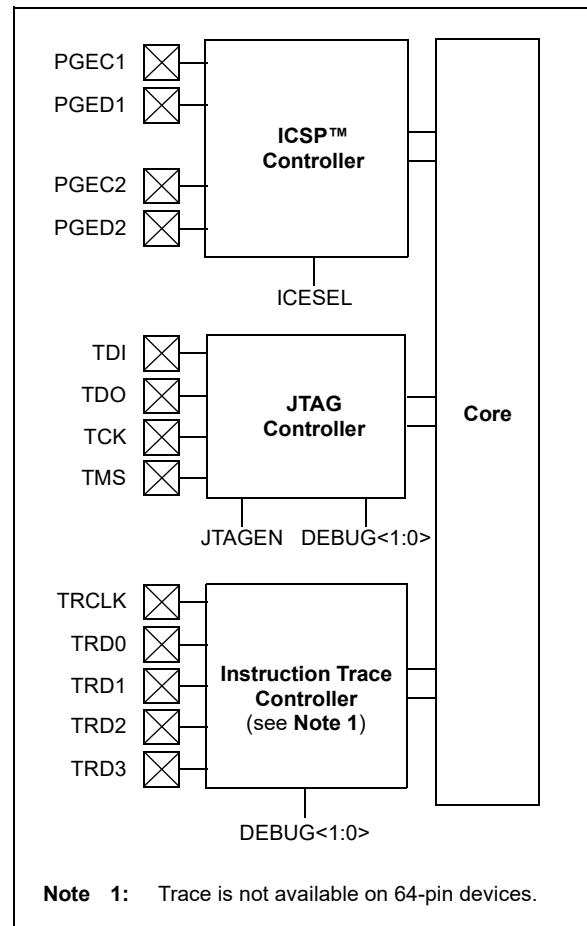 PGEC1
PGED1
ICSP™
Controller
PGEC2
PGED2
ICESEL
TDI
TDO
JTAG
Controller
Core
TCK
TMS
JTAGEN DEBUG<1:0>
TRCLK
TRD0
TRD1
Instruction Trace
Controller
(see Note 1)
TRD2
TRD3
DEBUG<1:0>
Note 1: Trace is not available on 64-pin devices.